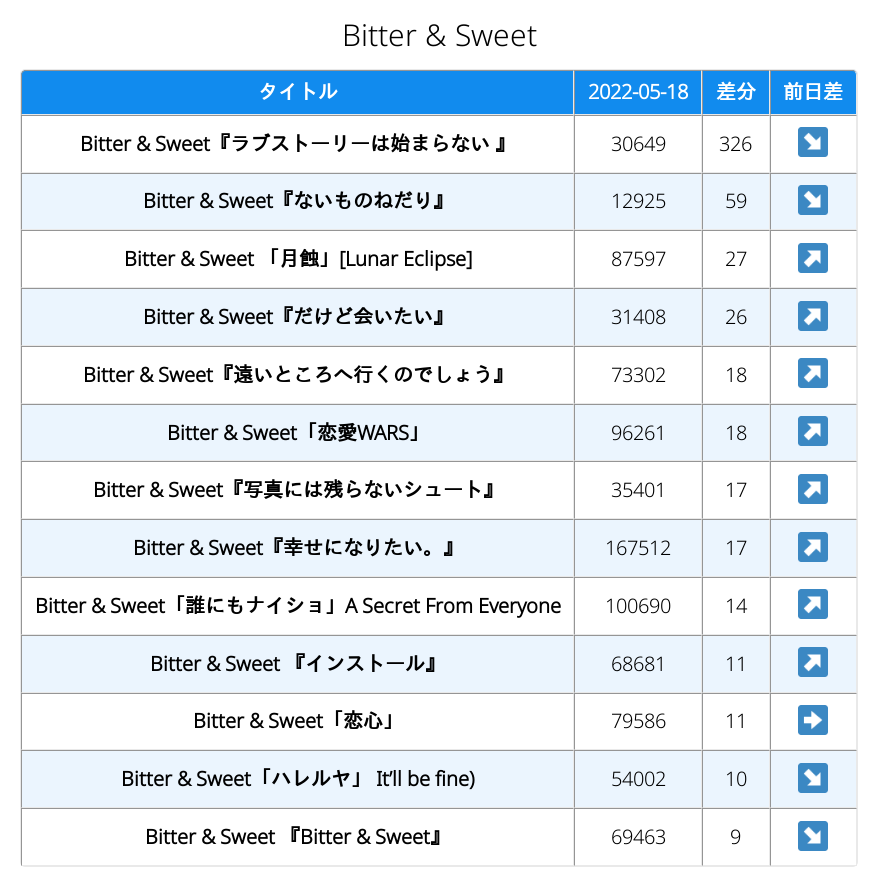 Bitter & Sweet
タイトル 2022-05-18 差分 前日差
Bitter & Sweet『ラブストーリーは始まらない 』 30649 326
Bitter & Sweet『ないものねだり』 12925 59
Bitter & Sweet 「月蝕」[Lunar Eclipse] 87597 27
Bitter & Sweet『だけど会いたい』 31408 26
Bitter & Sweet『遠いところへ行くのでしょう』 73302 18
Bitter & Sweet「恋愛WARS」 96261 18
Bitter & Sweet『写真には残らないシュート』 35401 17
Bitter & Sweet『幸せになりたい。』 167512 17
Bitter & Sweet「誰にもナイショ」A Secret From Everyone 100690 14
Bitter & Sweet 『インストール』 68681 11
Bitter & Sweet「恋心」 79586 11
Bitter & Sweet「ハレルヤ」 It'll be fine) 54002 10
Bitter & Sweet 『Bitter & Sweet』 69463 9